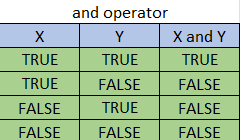 and operator
X Y X and Y
TRUE TRUE TRUE
TRUE FALSE FALSE
FALSE TRUE FALSE
FALSE FALSE FALSE